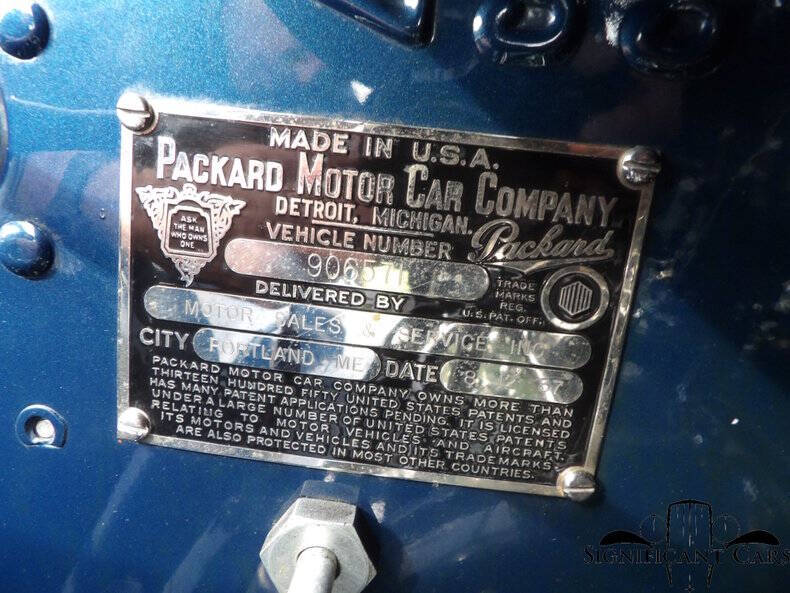 MADE IN U.S.A.
PACKARD MOTOR CAR COMPANY
DETROIT, MICHIGAN.
ASK
THE MAN
WHO OWNS
ONE
VEHICLE NUMBER
Packard
TRADE
MARKS
REG.
U.S. PAT. OFF.
DELIVERED BY
MOTOR SALES & SERVICE INC
CITY PORTLAND ME DATE
PACKARD MOTOR CAR COMPANY OWNS MORE THAN
THIRTEEN HUNDRED FIFTY UNITED STATES PATENTS, AND
HAS MANY PATENT APPLICATIONS PENDING. IT IS LICENSED
UNDER A LARGE NUMBER OF UNITED STATES PATENTS
RELATING TO MOTOR VEHICLES AND AIRCRAFT.
ITS MOTORS AND VEHICLES AND ITS TRADEMARKS
ARE ALSO PROTECTED IN MOST OTHER COUNTRIES.
SIGNIFICANT CARS